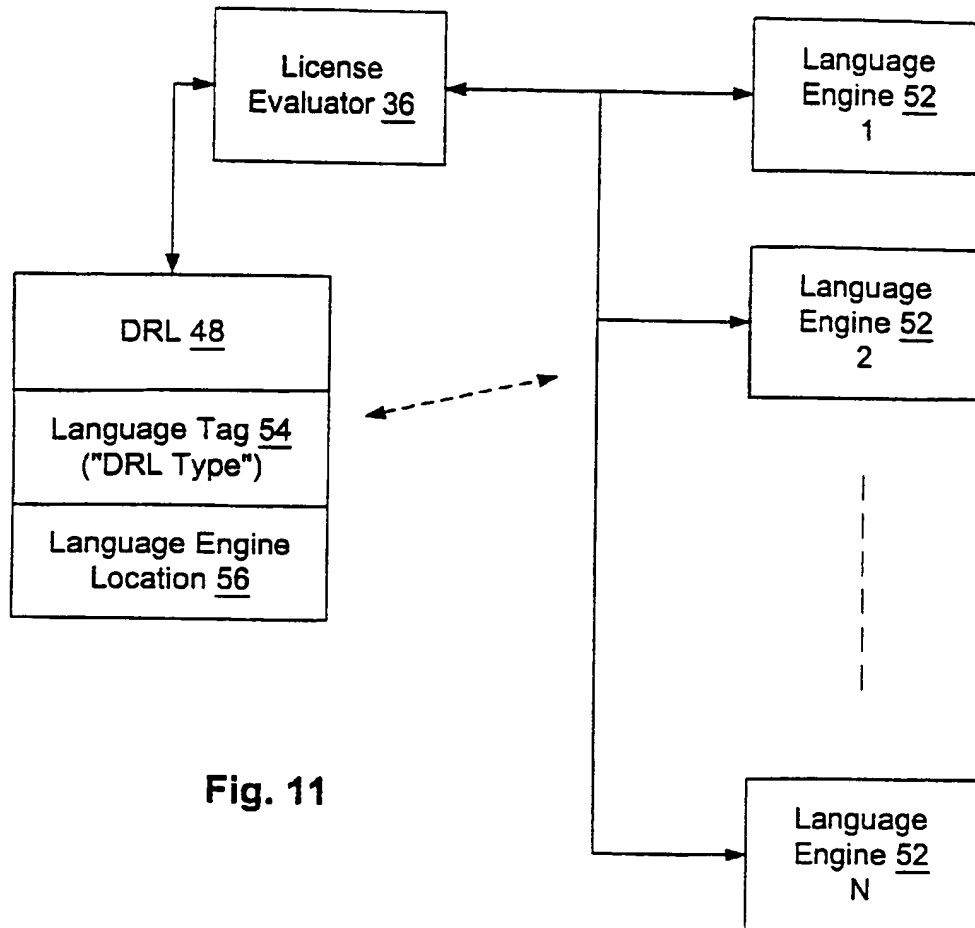 License
Evaluator 36
Language
Engine 52
1
Language
Engine 52
2
DRL 48
Language Tag 54
("DRL Type")
Language Engine
Location 56
Fig. 11
Language
Engine 52
N